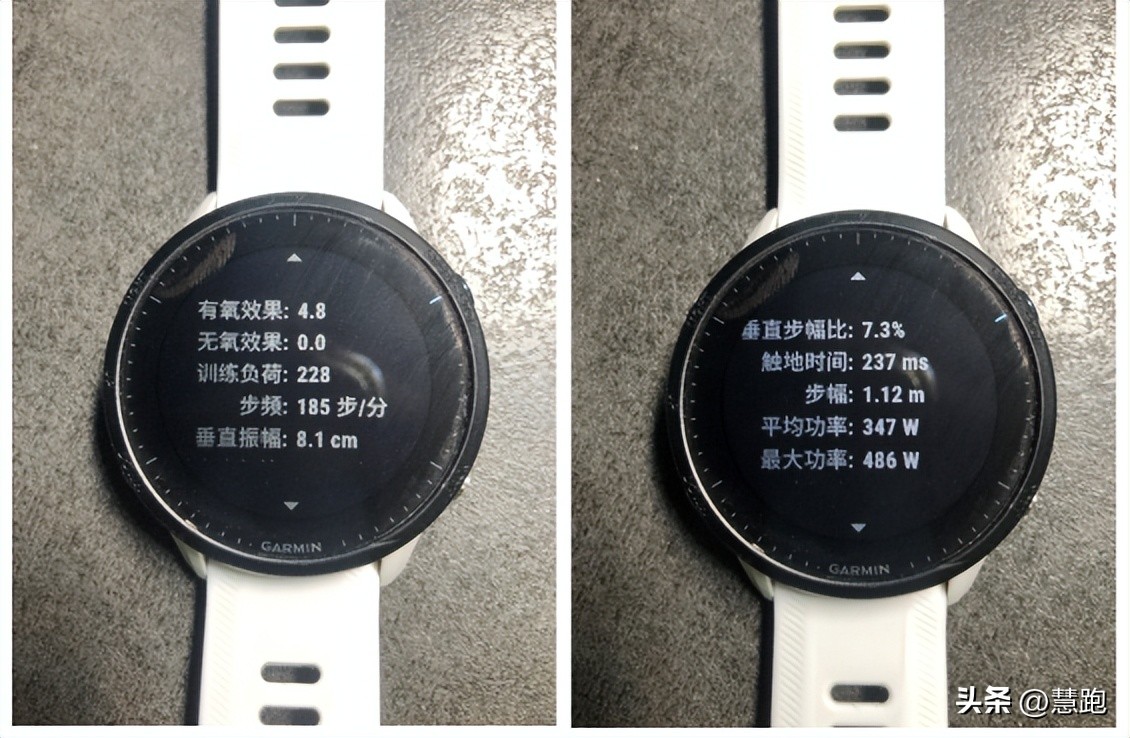 有氧效果: 4.8
无氧效果: 0.0
训练负荷: 228
步频: 185 步/分
垂直振幅: 8.1 cm
GARMIN
垂直步幅比: 7.3%
触地时间: 237 ms
步幅: 1.12 m
平均功率: 347 W
最大功率: 486 W
GARMIN
头条 @慧跑